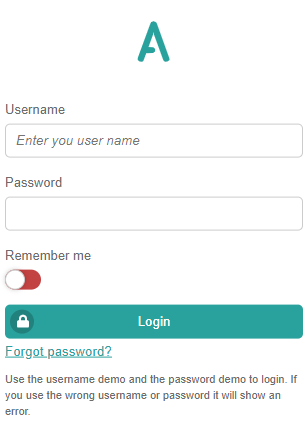 A
Username
Enter you user name
Password
Remember me
Login
Forgot password?
Use the username demo and the password demo to login. If
you use the wrong username or password it will show an
error.